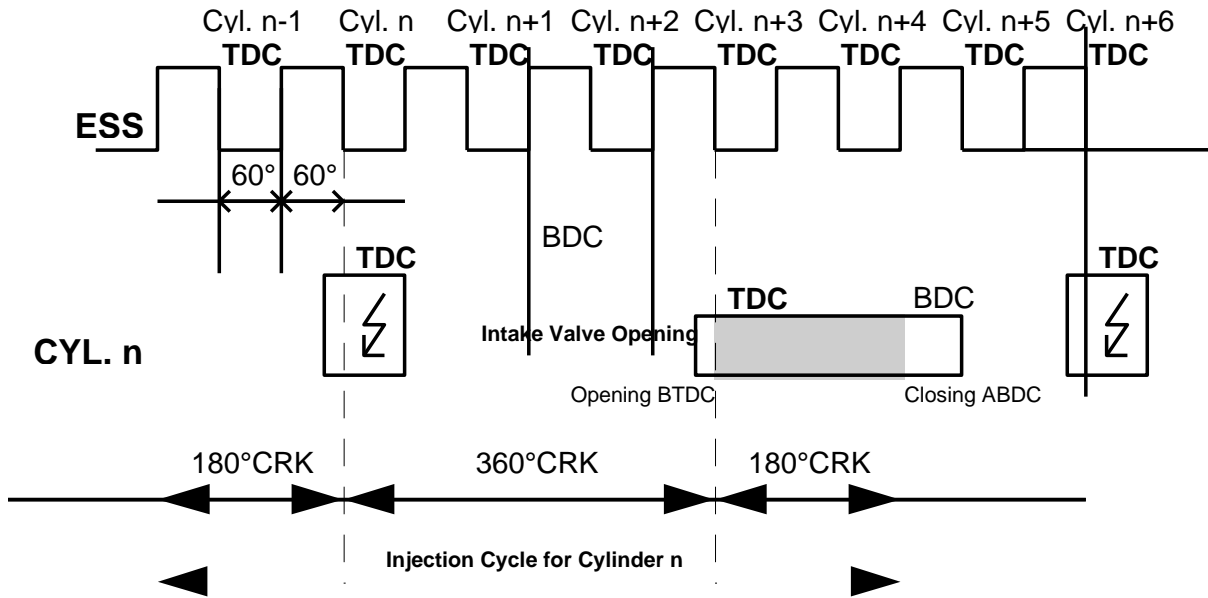 Cyl. n-1 Cyl. n Cyl. n+1 Cyl. n+2 Cyl. n+3 Cyl. n+4 Cyl. n+5 Cyl. n+6
TDC TDC TDC TDC TDC TDC TDC TDC
ESS
60° 60°
BDC
TDC TDC
TDC BDC
Intake Valve Opening
CYL. n
Opening BTDC Closing ABDC
180°CRK 360°CRK 180°CRK
Injection Cycle for Cylinder n